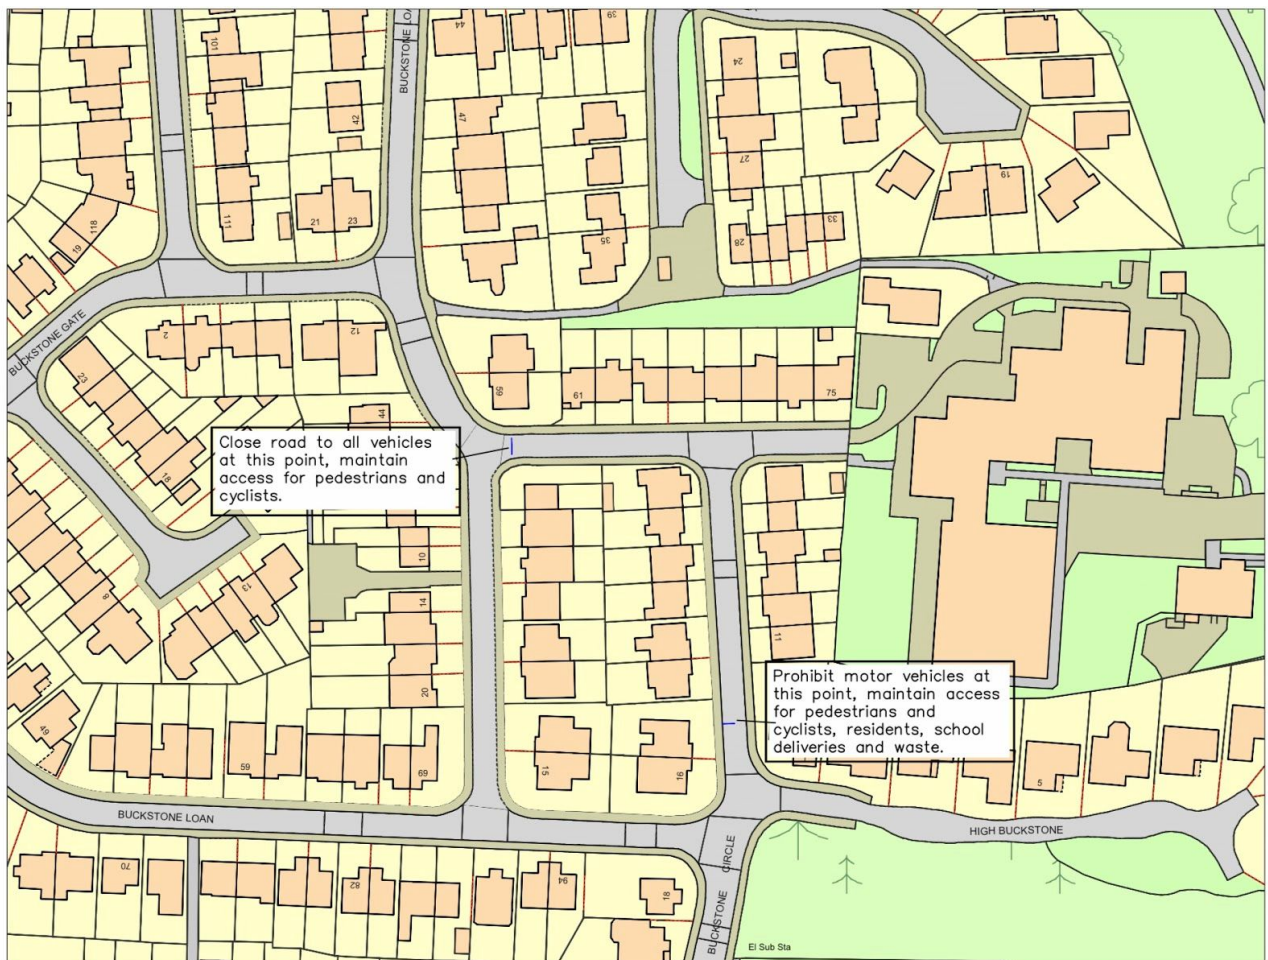 BUCKSTONE LOA
44
39
101
42
47
24
27
118
19
111
21
23
35
28
33
19
BUCKSTONE GATE
2
12
23
59
61
75
44
Close road to all vehicles
at this point, maintain
access for pedestrians and
cyclists.
18
10
8
13
14
20
11
Prohibit motor vehicles at
this point, maintain access
for pedestrians and
cyclists, residents, school
deliveries and waste.
49
59
69
15
16
5
BUCKSTONE LOAN
HIGH BUCKSTONE
BUCKSTONE CIRCLE
70
82
94
18
El Sub Sta